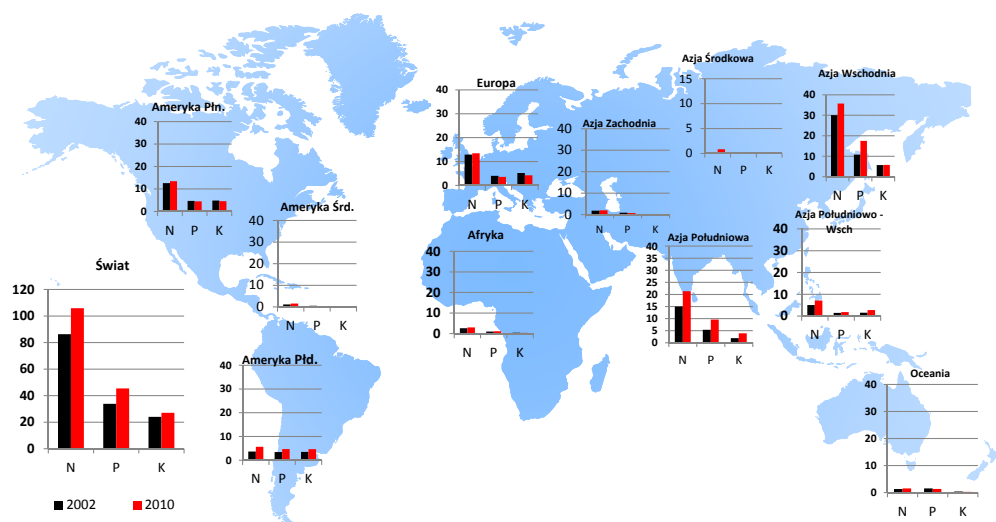 Ameryka Płn.
40
30
20
10
0
N P K
Ameryka Śrd.
40
30
20
10
0
N P K
Świat
120
100
80
60
40
20
0
N P K
2002 2010
Ameryka Płd.
40
30
20
10
0
N P K
Europa
40
30
20
10
0
N P K
Afryka
40
30
20
10
0
N P K
Azja Zachodnia
40
30
20
10
0
Azja Środkowa
15
10
5
0
N P K
Azja Wschodnia
40
30
20
10
0
N P K
Azja Południowa
40
35
30
25
20
15
10
5
0
N P K
Azja Południowo -
Wsch
40
30
20
10
0
N P K
Oceania
40
30
20
10
0
N P K